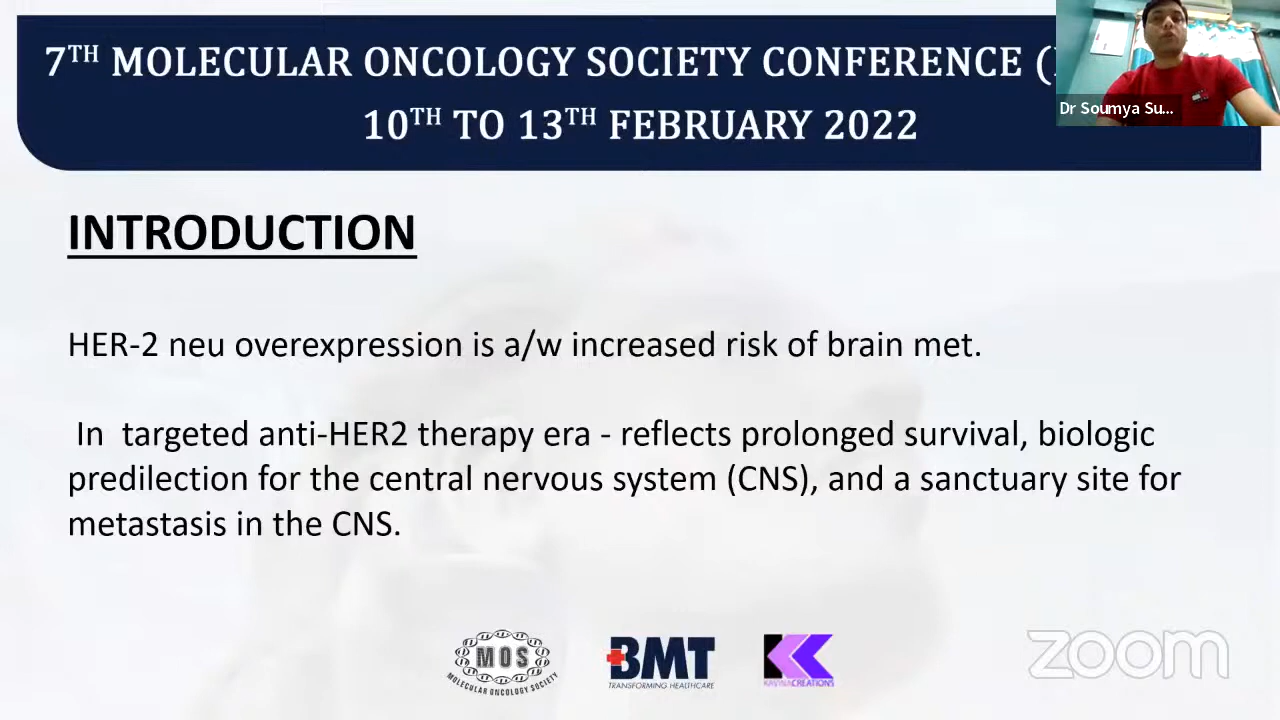 7TH MOLECULAR ONCOLOGY SOCIETY CONFERENCE (
10TH TO 13TH FEBRUARY 2022
Dr Soumya Su...
INTRODUCTION
HER-2 neu overexpression is a/w increased risk of brain met.
In targeted anti-HER2 therapy era - reflects prolonged survival, biologic
predilection for the central nervous system (CNS), and a sanctuary site for
metastasis in the CNS.
MOS
MOLECULAR ONCOLOGY SOCIETY
BMT
TRANSFORMING HEALTHCARE
KAVYACREATIONS
zoom